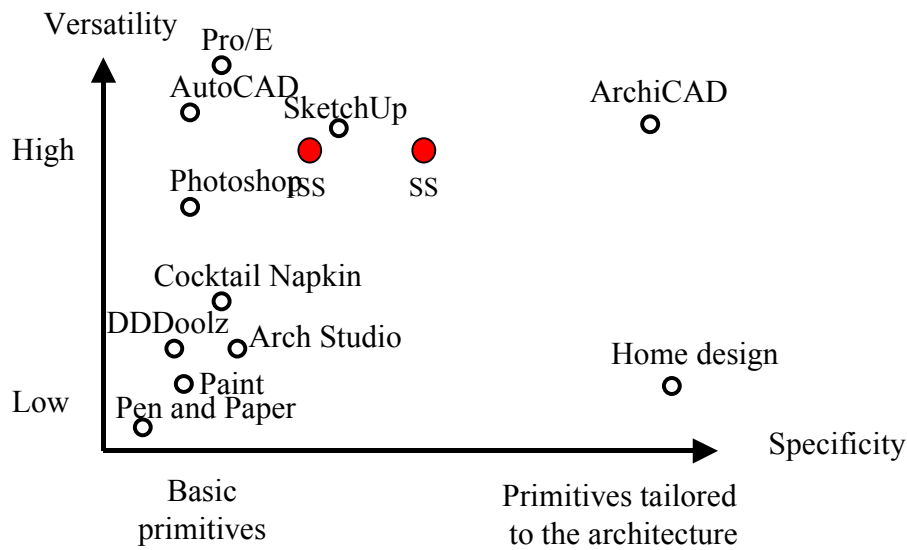 Versatility
Pro/E
AutoCAD
SketchUp
ArchiCAD
High
Photoshop
ISS
SS
Cocktail Napkin
DDDoolz
Arch Studio
Home design
Paint
Low
Pen and Paper
Specificity
Basic
primitives
Primitives tailored
to the architecture